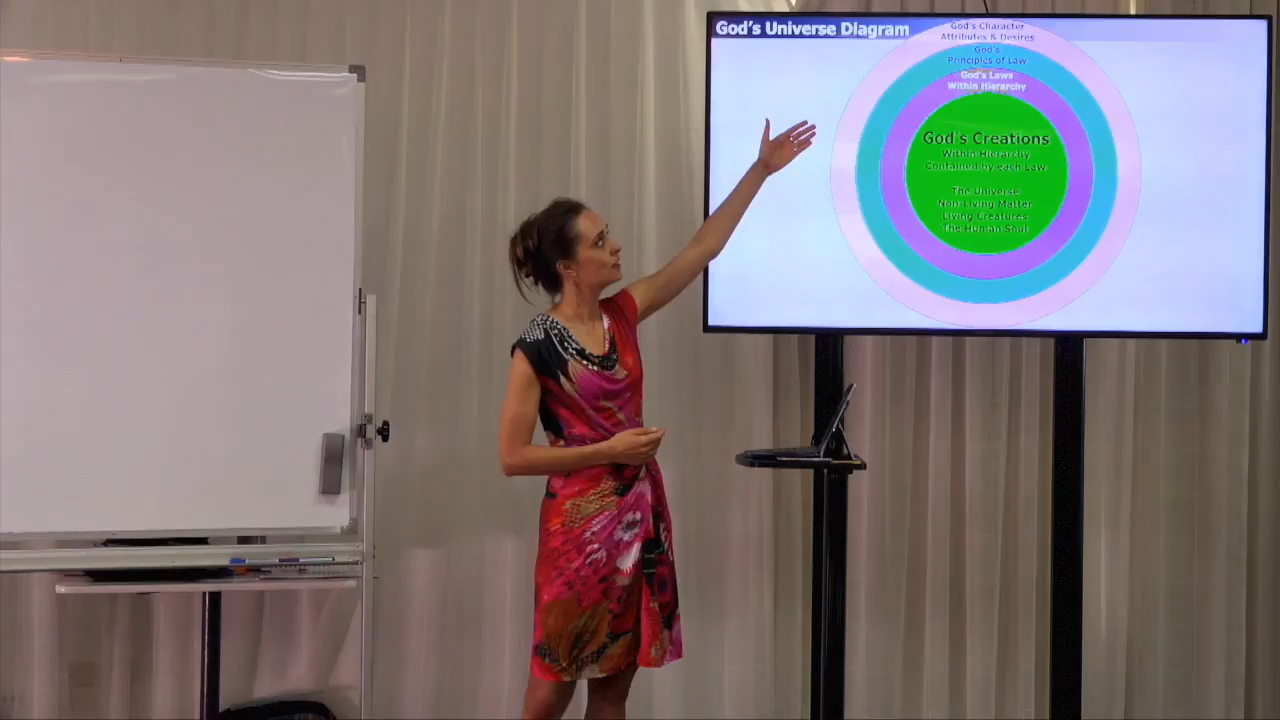 God's Universe Diagram
God's Character
Attributes & Desires
God's
Principles of Law
God's Laws
Within Hierarchy
God's Creations
Within Hierarchy
Contained by each Law
The Universe
Non Living Matter
Living Creatures
The Human Soul